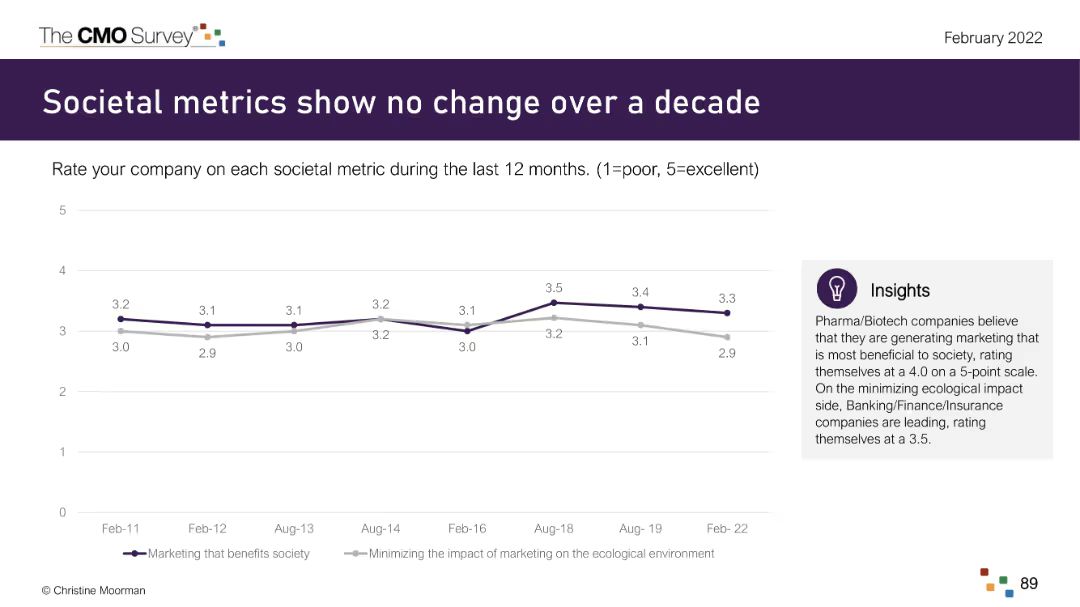 The CMO Survey®
February 2022
Societal metrics show no change over a decade
Rate your company on each societal metric during the last 12 months. (1=poor, 5=excellent)
5
4
3
2
1
0
3.2
3.1
3.1
3.2
3.1
3.5
3.4
3.3
3.0
2.9
3.0
3.2
3.0
3.2
3.1
2.9
Feb-11
Feb-12
Aug-13
Aug-14
Feb-16
Aug-18
Aug- 19
Feb- 22
Marketing that benefits society
Minimizing the impact of marketing on the ecological environment
Insights
Pharma/Biotech companies believe
that they are generating marketing that
is most beneficial to society, rating
themselves at a 4.0 on a 5-point scale.
On the minimizing ecological impact
side, Banking/Finance/Insurance
companies are leading, rating
themselves at a 3.5.
© Christine Moorman
89